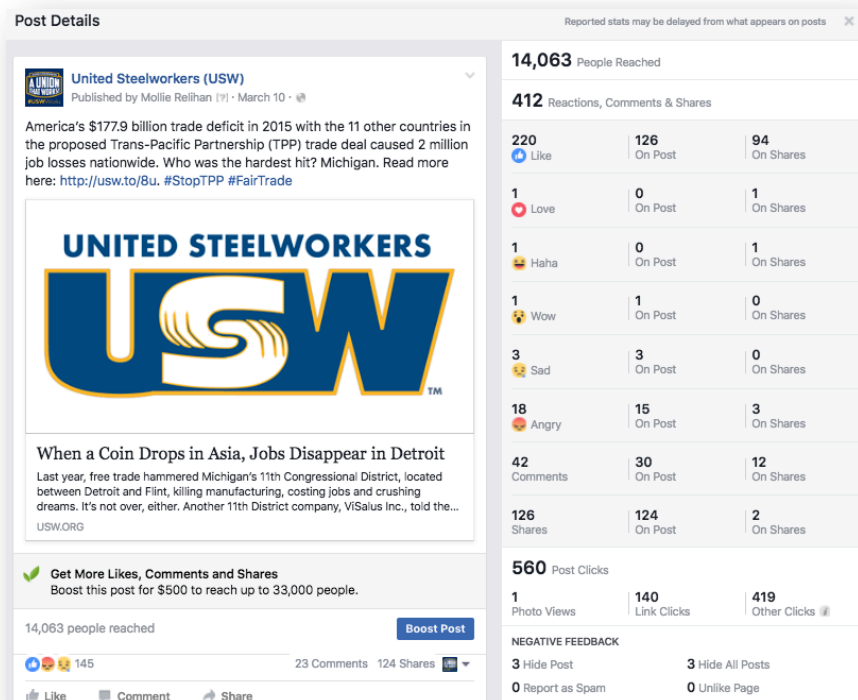 Post Details
Reported stats may be delayed from what appears on posts
United Steelworkers (USW)
Published by Mollie Relihan [?] · March 10 ·
America's $177.9 billion trade deficit in 2015 with the 11 other countries in
the proposed Trans-Pacific Partnership (TPP) trade deal caused 2 million
job losses nationwide. Who was the hardest hit? Michigan. Read more
here: http://usw.to/8u. #StopTPP #FairTrade
UNITED STEELWORKERS
USW
TM
When a Coin Drops in Asia, Jobs Disappear in Detroit
Last year, free trade hammered Michigan's 11th Congressional District, located
between Detroit and Flint, killing manufacturing, costing jobs and crushing
dreams. It's not over, either. Another 11th District company, ViSalus Inc., told the...
USW.ORG
Get More Likes, Comments and Shares
Boost this post for $500 to reach up to 33,000 people.
14,063 people reached
Boost Post
145
23 Comments 124 Shares
Like Comment Share
14,063 People Reached
412 Reactions, Comments & Shares
220 126 94
Like On Post On Shares
1 0 1
Love On Post On Shares
1 0 1
Haha On Post On Shares
1 1 0
Wow On Post On Shares
3 3 0
Sad On Post On Shares
18 15 3
Angry On Post On Shares
42 30 12
Comments On Post On Shares
126 124 2
Shares On Post On Shares
560 Post Clicks
1 140 419
Photo Views Link Clicks Other Clicks
NEGATIVE FEEDBACK
3 Hide Post 3 Hide All Posts
0 Report as Spam 0 Unlike Page